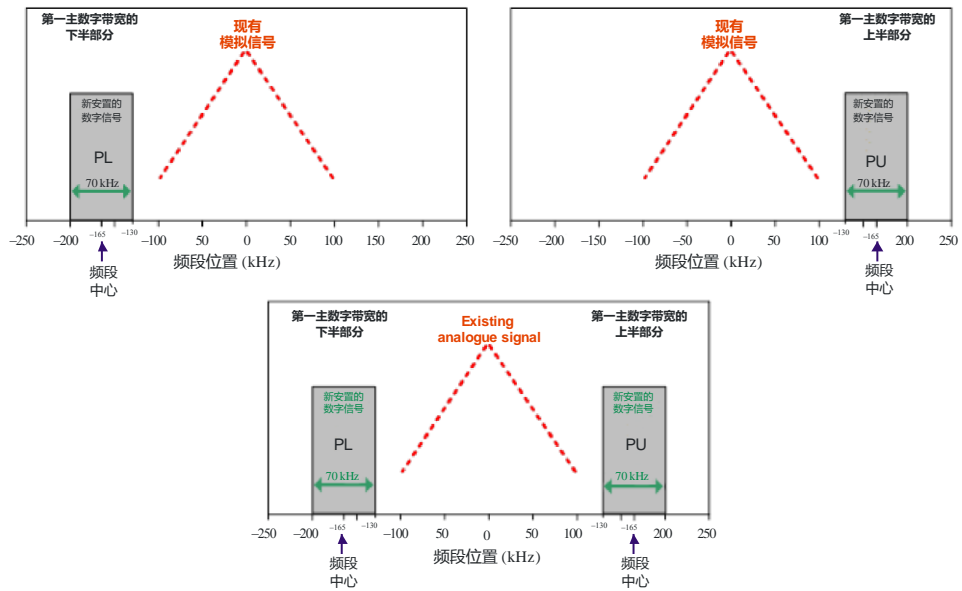 第一主数字带宽的
下半部分
现有
模拟信号
新安置的
数字信号
PL
70 kHz
–250 –200 –165 –130 –100 50 0 50 100 150 200 250
频段位置 (kHz)
频段
中心
第一主数字带宽的
上半部分
现有
模拟信号
新安置的
数字信号
PU
70 kHz
–250 –200 –150 –100 –50 0 50 100 –130 –165 200 250
频段位置 (kHz)
频段
中心
第一主数字带宽的
下半部分
Existing
analogue signal
第一主数字带宽的
上半部分
新安置的
数字信号
PL
70 kHz
新安置的
数字信号
PU
70 kHz
–250 –200 –165 –130 –100 50 0 50 100 –130 –165 200 250
频段位置 (kHz)
频段
中心
频段
中心